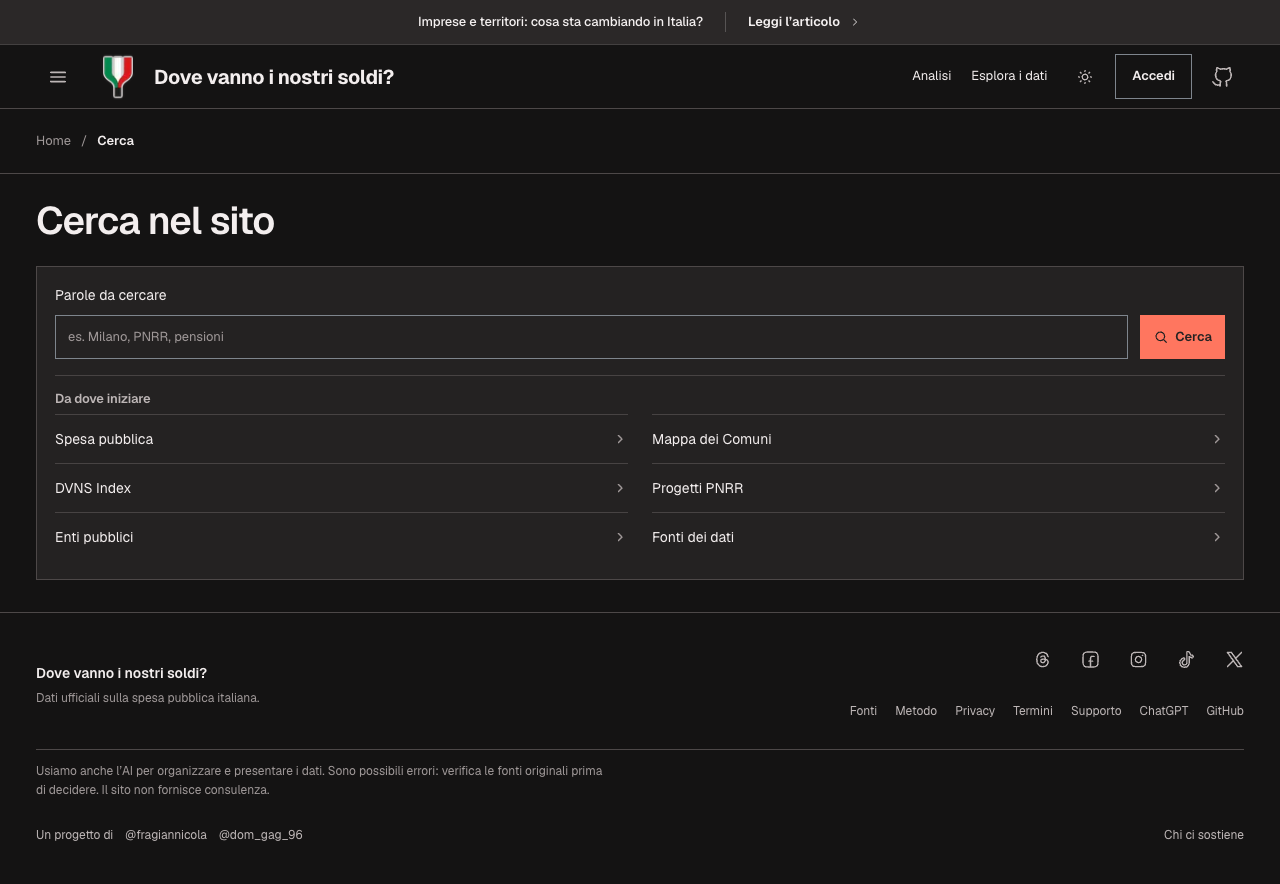 Imprese e territori: cosa sta cambiando in Italia? Leggi l'articolo
Dove vanno i nostri soldi?
Analisi Esplora i dati Accedi
Home / Cerca
Cerca nel sito
Parole da cercare
es. Milano, PNRR, pensioni
Cerca
Da dove iniziare
Spesa pubblica
Mappa dei Comuni
DVNS Index
Progetti PNRR
Enti pubblici
Fonti dei dati
Dove vanno i nostri soldi?
Dati ufficiali sulla spesa pubblica italiana.
Fonti Metodo Privacy Termini Supporto ChatGPT GitHub
Usiamo anche l'AI per organizzare e presentare i dati. Sono possibili errori: verifica le fonti originali prima
di decidere. Il sito non fornisce consulenza.
Un progetto di @fragiannicola @dom_gag_96
Chi ci sostiene